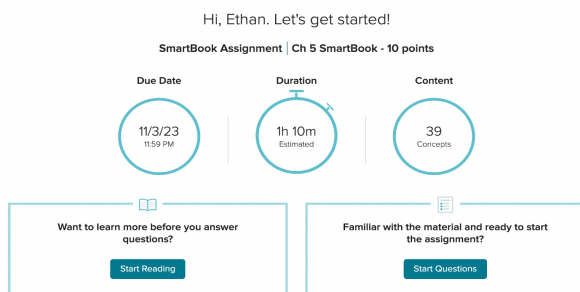 Hi, Ethan. Let's get started!
SmartBook Assignment | Ch 5 SmartBook - 10 points
Due Date
11/3/23
11:59 PM
Duration
1h 10m
Estimated
Content
39
Concepts
Want to learn more before you answer
questions?
Start Reading
Familiar with the material and ready to start
the assignment?
Start Questions